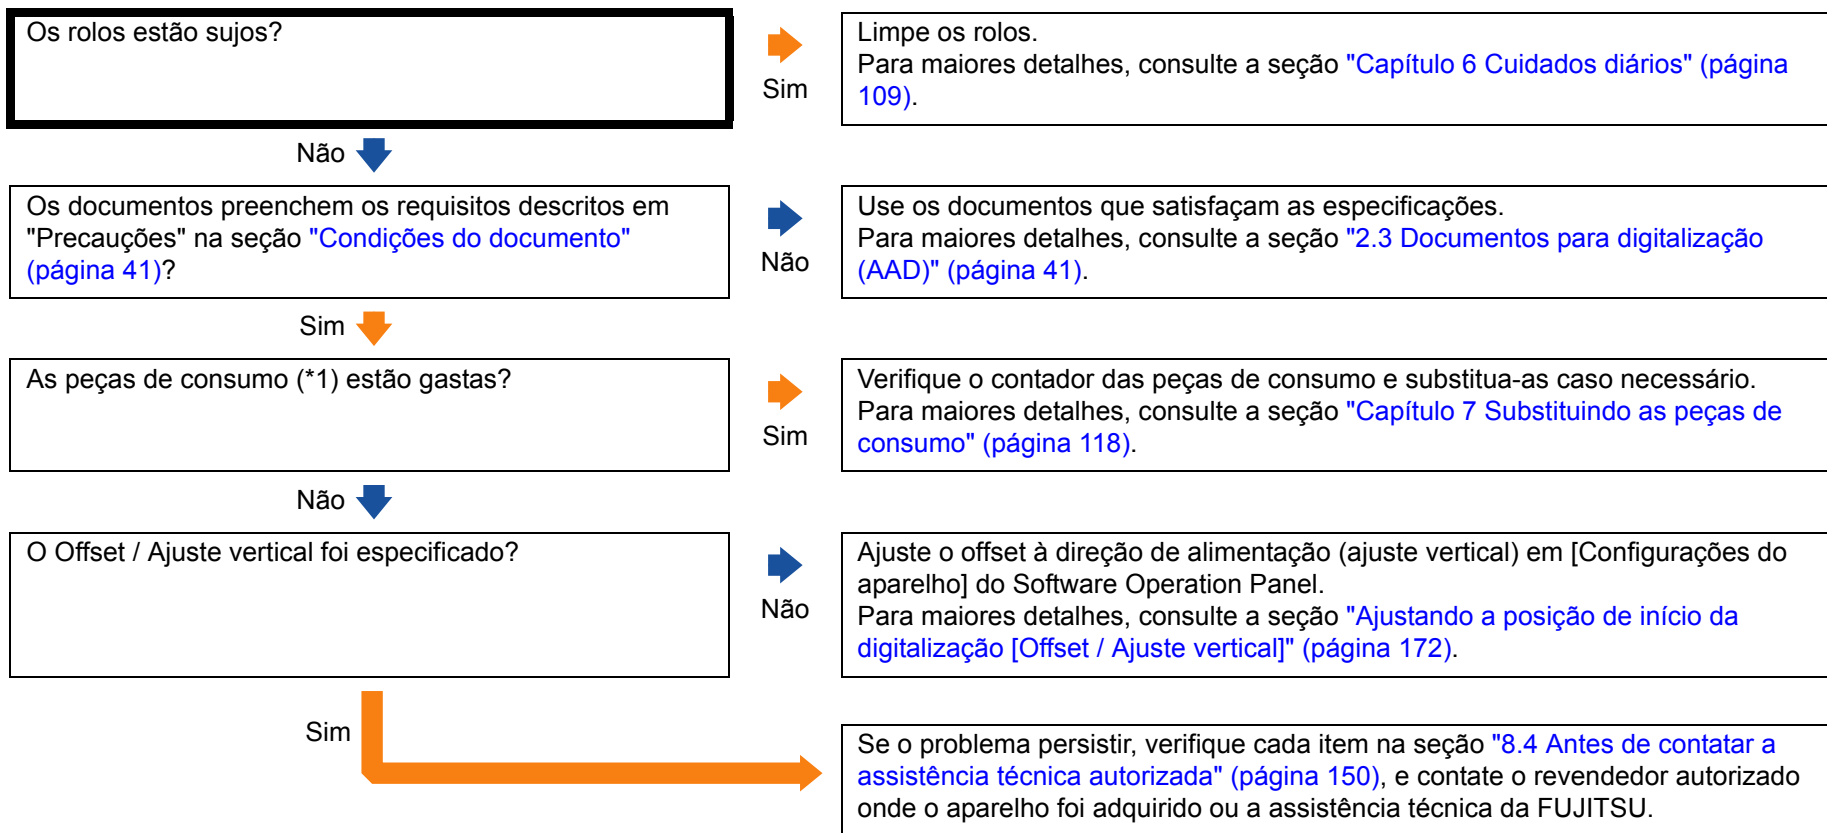 Os rolos estão sujos?
Sim
Limpe os rolos.
Para maiores detalhes, consulte a seção "Capítulo 6 Cuidados diários" (página
109).
Não
Os documentos preenchem os requisitos descritos em
"Precauções" na seção "Condições do documento"
(página 41)?
Não
Use os documentos que satisfaçam as especificações.
Para maiores detalhes, consulte a seção "2.3 Documentos para digitalização
(AAD)" (página 41).
Sim
As peças de consumo (*1) estão gastas?
Sim
Verifique o contador das peças de consumo e substitua-as caso necessário.
Para maiores detalhes, consulte a seção "Capítulo 7 Substituindo as peças de
consumo" (página 118).
Não
O Offset / Ajuste vertical foi especificado?
Não
Ajuste o offset à direção de alimentação (ajuste vertical) em [Configurações do
aparelho] do Software Operation Panel.
Para maiores detalhes, consulte a seção "Ajustando a posição de início da
digitalização [Offset / Ajuste vertical]" (página 172).
Sim
Se o problema persistir, verifique cada item na seção "8.4 Antes de contatar a
assistência técnica autorizada" (página 150), e contate o revendedor autorizado
onde o aparelho foi adquirido ou a assistência técnica da FUJITSU.